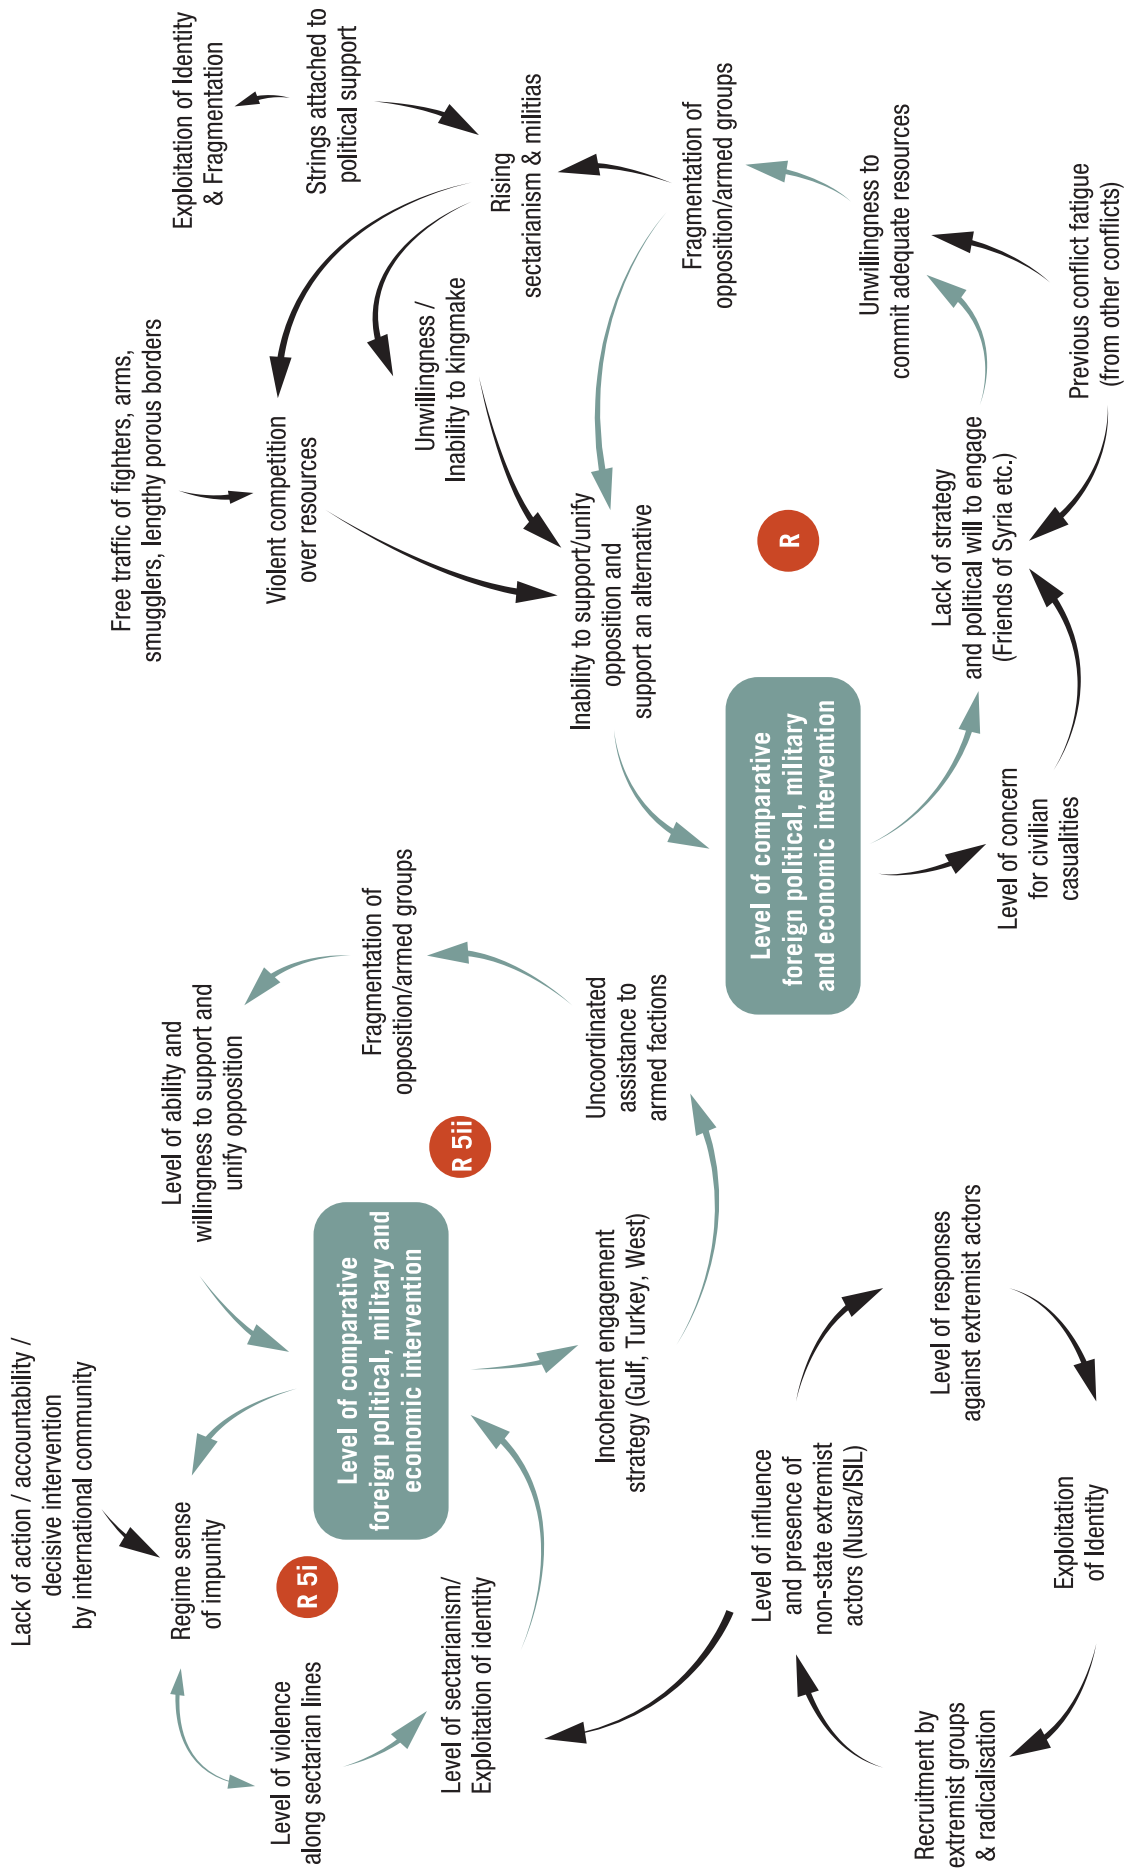 Lack of action / accountability /
decisive intervention
by international community
Regime sense
of impunity
R 5i
Level of violence
along sectarian lines
Level of sectarianism/
Exploitation of identity
Level of comparative
foreign political, military and
economic intervention
Level of ability and
willingness to support and
unify opposition
R 5ii
Fragmentation of
opposition/armed groups
Uncoordinated
assistance to
armed factions
Incoherent engagement
strategy (Gulf, Turkey, West)
Level of influence
and presence of
non-state extremist
actors (Nusra/ISIL)
Level of responses
against extremist actors
Exploitation
of Identity
Recruitment by
extremist groups
& radicalisation
Free traffic of fighters, arms,
smugglers, lengthy porous borders
Exploitation of Identity
& Fragmentation
Strings attached to
political support
Violent competition
over resources
Unwillingness /
Inability to kingmake
Rising
sectarianism & militias
Inability to support/unify
opposition and
support an alternative
Fragmentation of
opposition/armed groups
R
Level of comparative
foreign political, military
and economic intervention
Unwillingness to
commit adequate resources
Lack of strategy
and political will to engage
(Friends of Syria etc.)
Level of concern
for civilian
casualities
Previous conflict fatigue
(from other conflicts)